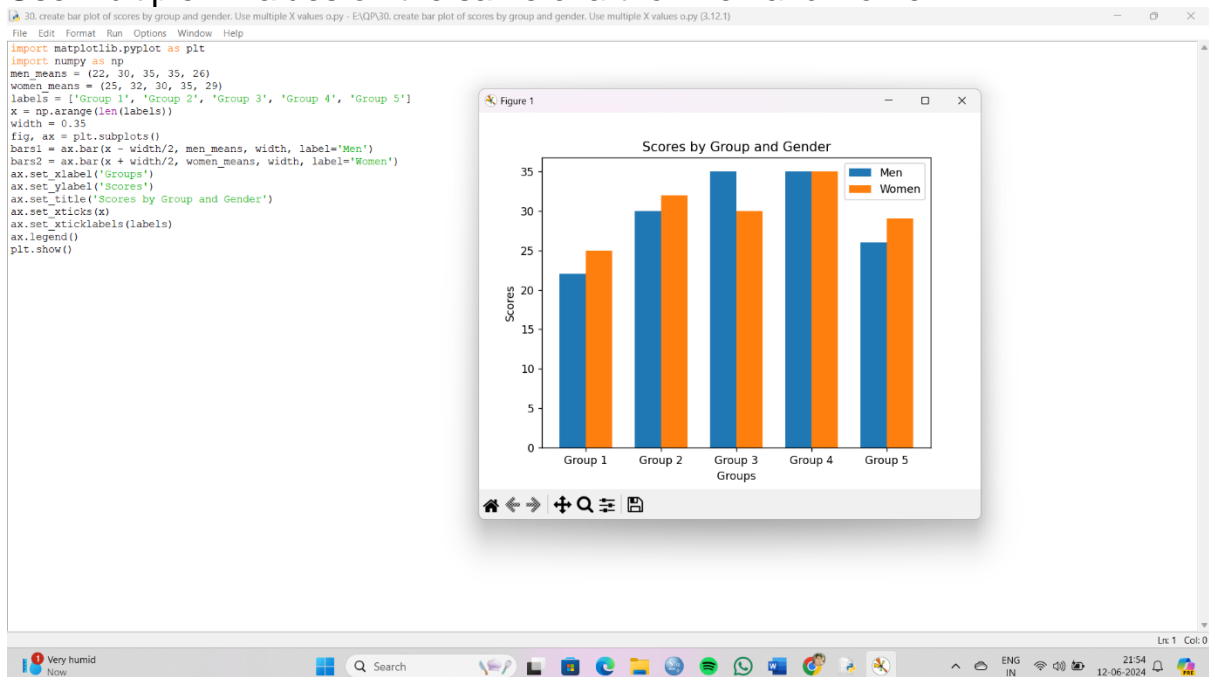 30. create bar plot of scores by group and gender. Use multiple X values o.py - E:\QP\30. create bar plot of scores by group and gender. Use multiple X values o.py (3.12.1)
File Edit Format Run Options Window Help
import matplotlib.pyplot as plt
import numpy as np
men_means = (22, 30, 35, 35, 26)
women_means = (25, 32, 30, 35, 29)
labels = ['Group 1', 'Group 2', 'Group 3', 'Group 4', 'Group 5']
x = np.arange(len(labels))
width = 0.35
fig, ax = plt.subplots()
bars1 = ax.bar(x - width/2, men_means, width, label='Men')
bars2 = ax.bar(x + width/2, women_means, width, label='Women')
ax.set_xlabel('Groups')
ax.set_ylabel('Scores')
ax.set_title('Scores by Group and Gender')
ax.set_xticks(x)
ax.set_xticklabels(labels)
ax.legend()
plt.show()
Figure 1
Scores by Group and Gender
Men
Women
35
30
25
20
15
10
5
0
Scores
Group 1 Group 2 Group 3 Group 4 Group 5
Groups
Ln: 1 Col: 0
1
Very humid
Now
Search
ENG
IN
21:54
12-06-2024
PRE